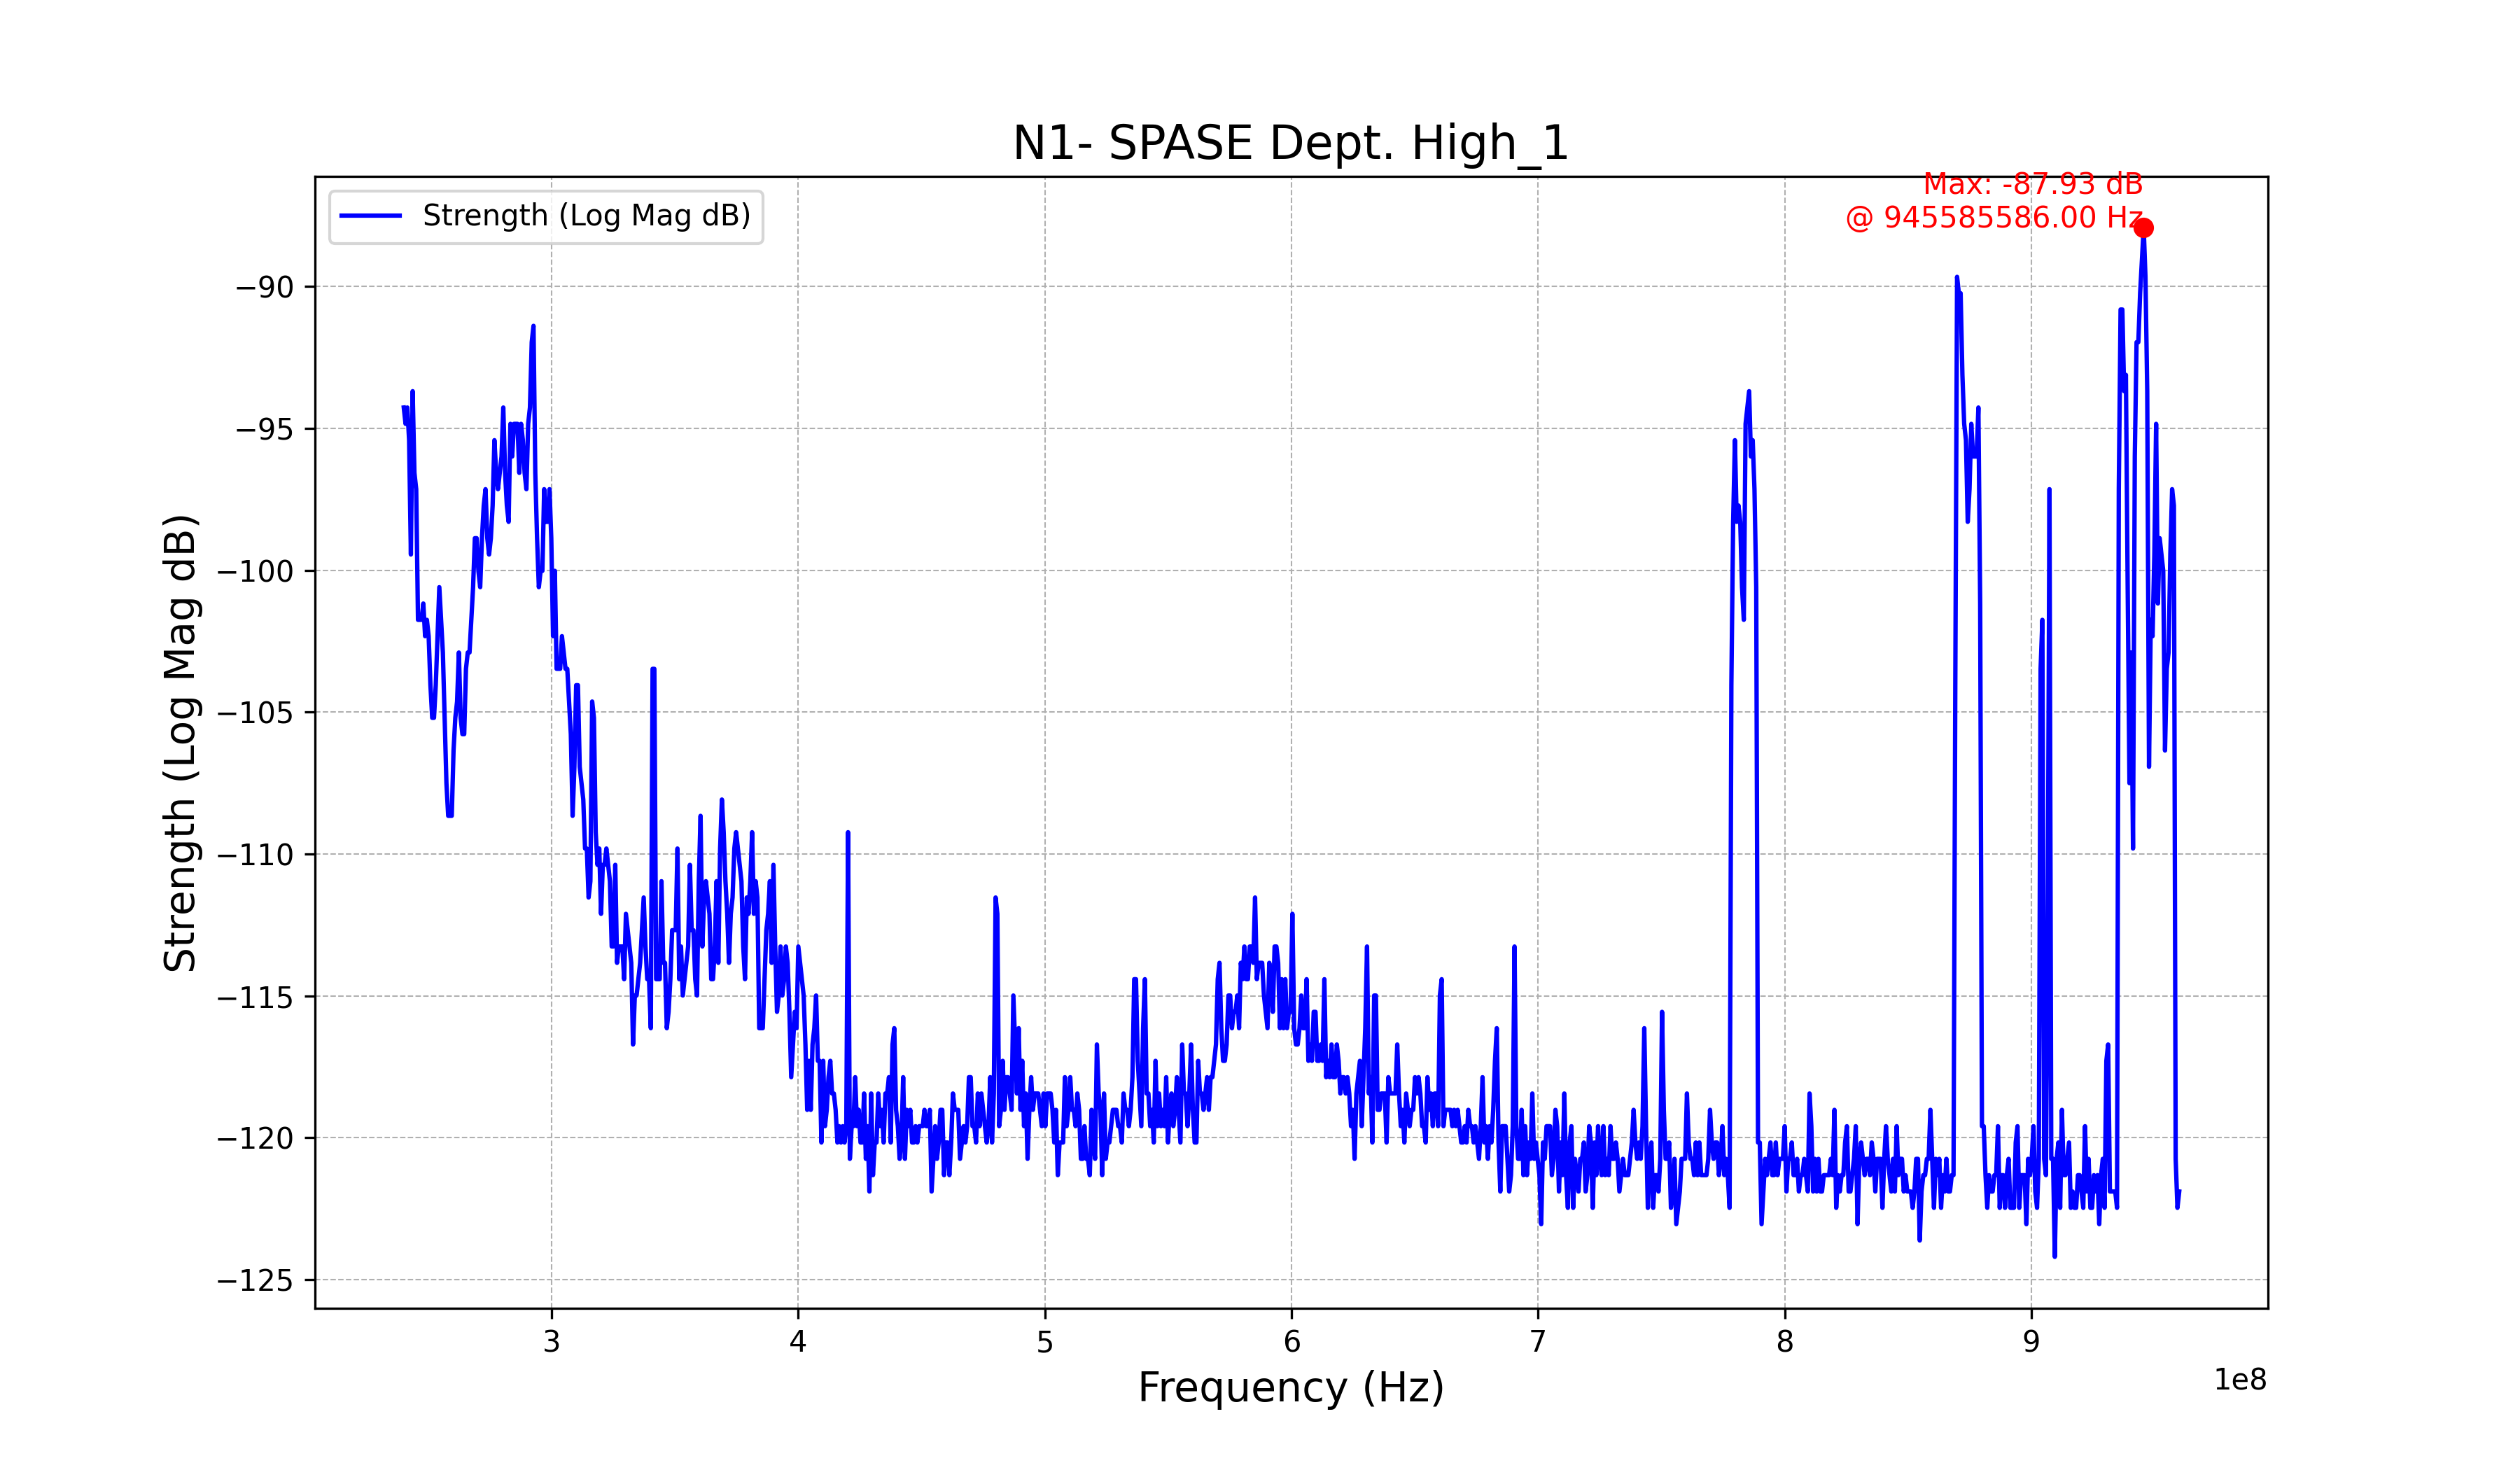 N1- SPASE Dept. High_1
Max: -87.93 dB
@ 945585586.00 Hz
Strength (Log Mag dB)
−90
−95
−100
−105
−110
−115
−120
−125
Strength (Log Mag dB)
3 4 5 6 7 8 9
1e8
Frequency (Hz)